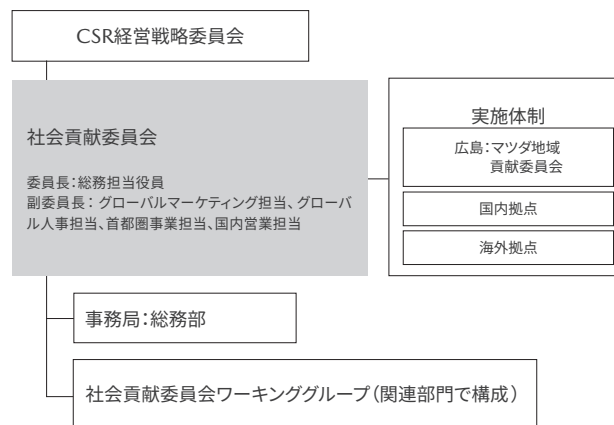 CSR経営戦略委員会
社会貢献委員会
委員長：総務担当役員
副委員長：グローバルマーケティング担当、グローバ
ル人事担当、首都圏事業担当、国内営業担当
実施体制
広島：マツダ地域
貢献委員会
国内拠点
海外拠点
事務局：総務部
社会貢献委員会ワーキンググループ（関連部門で構成）